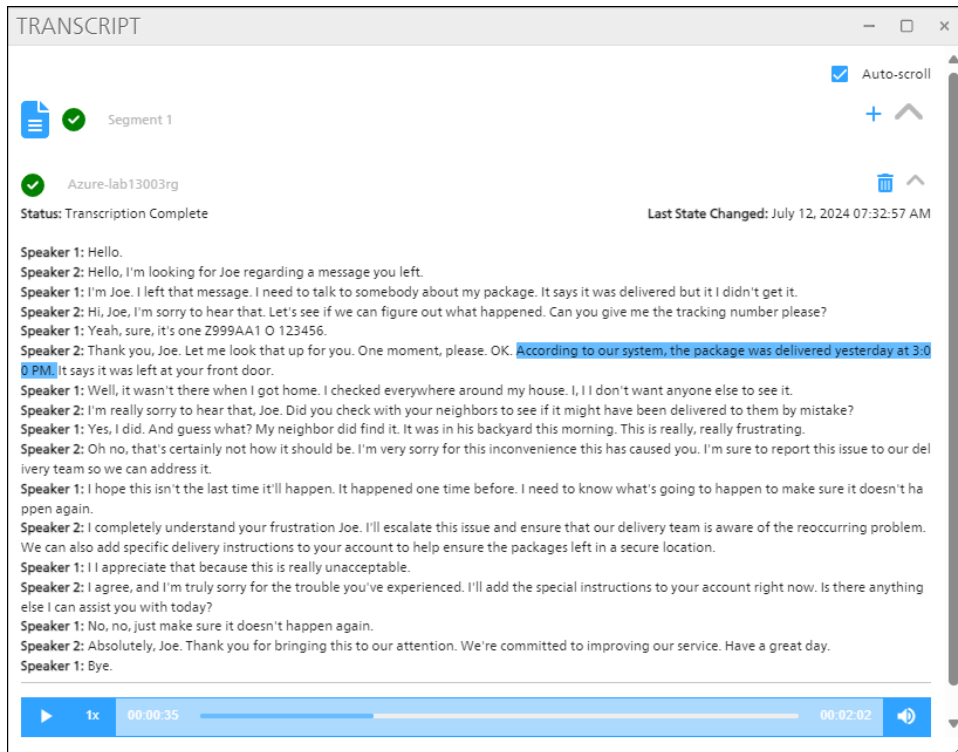 TRANSCRIPT
Auto-scroll
Segment 1
Azure-lab13003rg
Status: Transcription Complete
Last State Changed: July 12, 2024 07:32:57 AM
Speaker 1: Hello.
Speaker 2: Hello, I'm looking for Joe regarding a message you left.
Speaker 1: I'm Joe. I left that message. I need to talk to somebody about my package. It says it was delivered but it I didn't get it.
Speaker 2: Hi, Joe, I'm sorry to hear that. Let's see if we can figure out what happened. Can you give me the tracking number please?
Speaker 1: Yeah, sure, it's one Z999AA1 O 123456.
Speaker 2: Thank you, Joe. Let me look that up for you. One moment, please. OK. According to our system, the package was delivered yesterday at 3:0
0 PM. It says it was left at your front door.
Speaker 1: Well, it wasn't there when I got home. I checked everywhere around my house. I, I I don't want anyone else to see it.
Speaker 2: I'm really sorry to hear that, Joe. Did you check with your neighbors to see if it might have been delivered to them by mistake?
Speaker 1: Yes, I did. And guess what? My neighbor did find it. It was in his backyard this morning. This is really, really frustrating.
Speaker 2: Oh no, that's certainly not how it should be. I'm very sorry for this inconvenience this has caused you. I'm sure to report this issue to our del
ivery team so we can address it.
Speaker 1: I hope this isn't the last time it'll happen. It happened one time before. I need to know what's going to happen to make sure it doesn't ha
ppen again.
Speaker 2: I completely understand your frustration Joe. I'll escalate this issue and ensure that our delivery team is aware of the reoccurring problem.
We can also add specific delivery instructions to your account to help ensure the packages left in a secure location.
Speaker 1: I I appreciate that because this is really unacceptable.
Speaker 2: I agree, and I'm truly sorry for the trouble you've experienced. I'll add the special instructions to your account right now. Is there anything
else I can assist you with today?
Speaker 1: No, no, just make sure it doesn't happen again.
Speaker 2: Absolutely, Joe. Thank you for bringing this to our attention. We're committed to improving our service. Have a great day.
Speaker 1: Bye.
1x 00:00:35 00:02:02